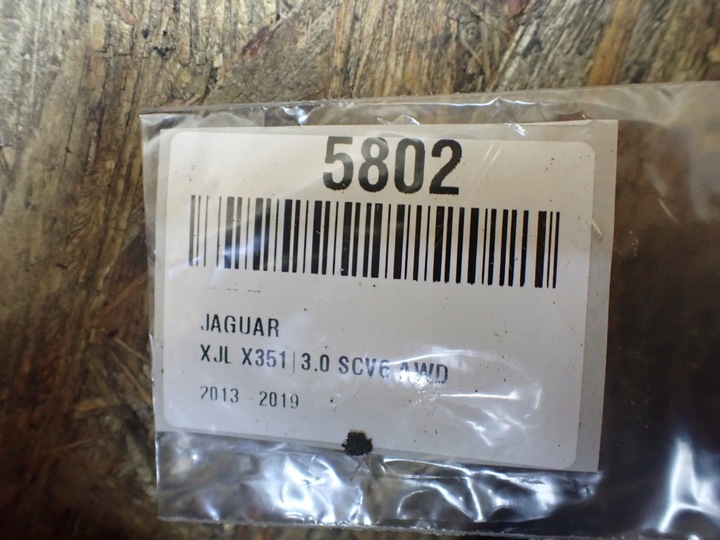 5802
JAGUAR
XJL X351|3.0 SCV6 AWD
2013 - 2019